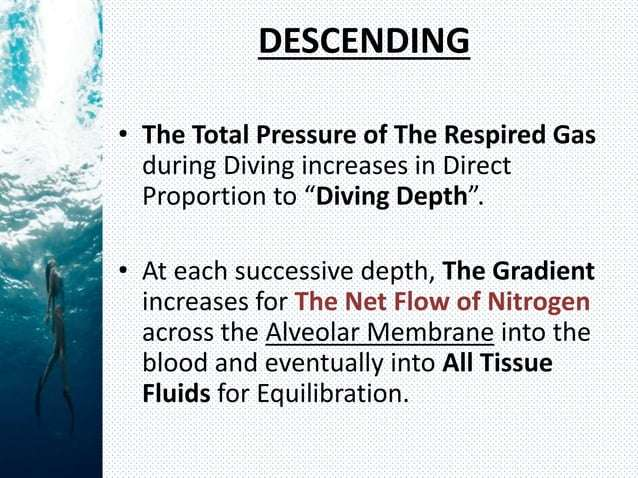 DESCENDING
• The Total Pressure of The Respired Gas
during Diving increases in Direct
Proportion to “Diving Depth”.
• At each successive depth, The Gradient
increases for The Net Flow of Nitrogen
across the Alveolar Membrane into the
blood and eventually into All Tissue
Fluids for Equilibration.